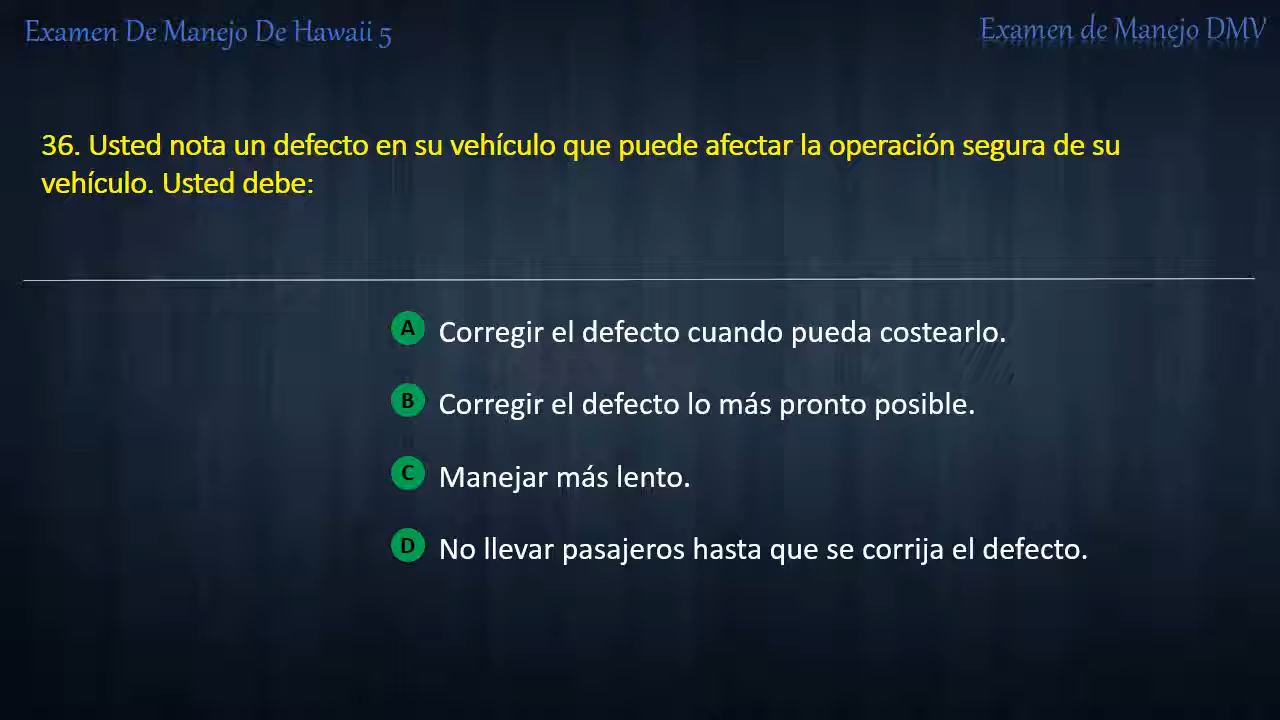 Examen De Manejo De Hawaii 5
Examen de Manejo DMV
36. Usted nota un defecto en su vehículo que puede afectar la operación segura de su
vehículo. Usted debe:
A Corregir el defecto cuando pueda costearlo.
B Corregir el defecto lo más pronto posible.
C Manejar más lento.
D No llevar pasajeros hasta que se corrija el defecto.